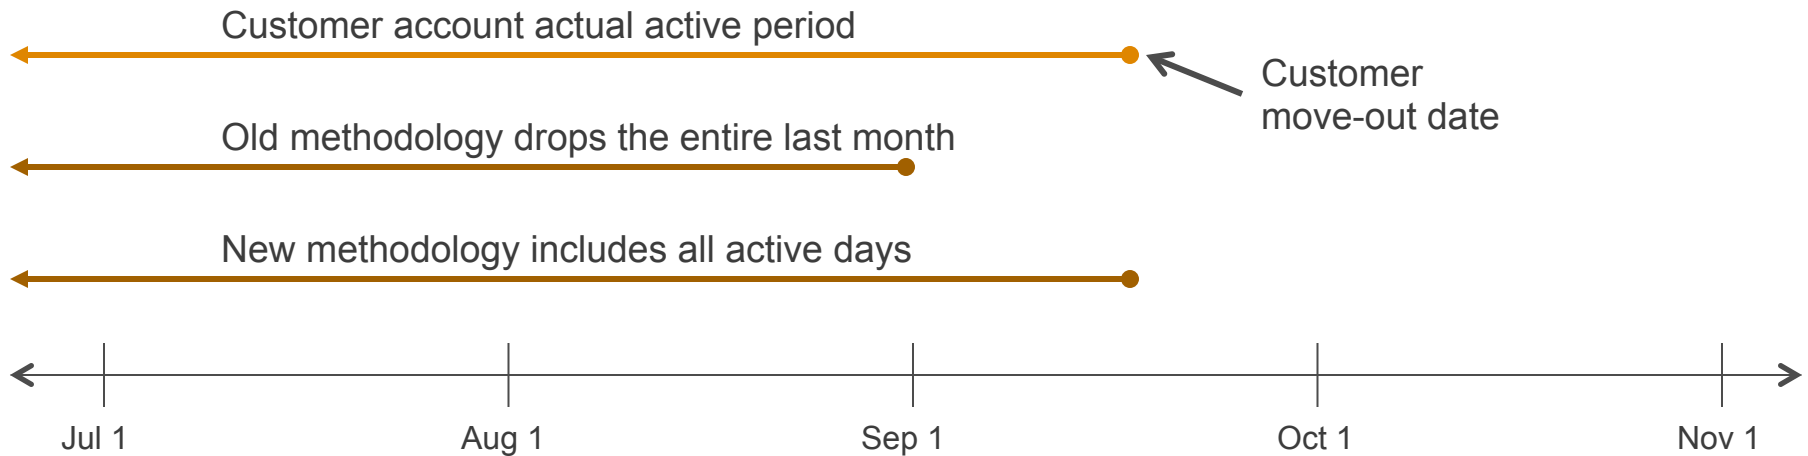 Customer account actual active period
Customer
move-out date
Old methodology drops the entire last month
New methodology includes all active days
Jul 1
Aug 1
Sep 1
Oct 1
Nov 1